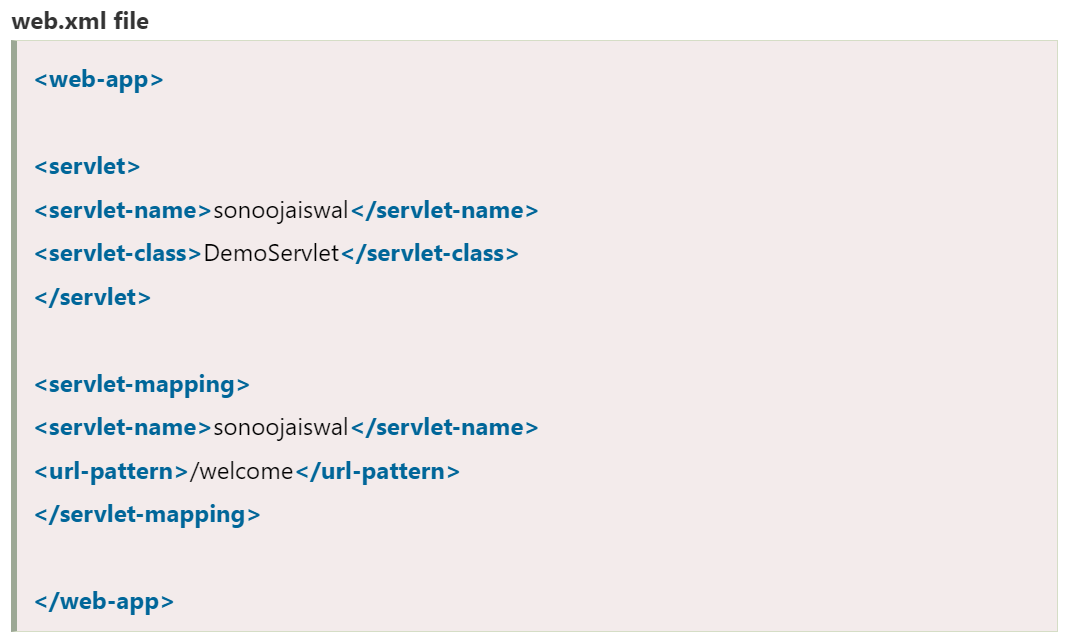 web.xml file
<web-app>
<servlet>
<servlet-name>sonoojaiswal</servlet-name>
<servlet-class>DemoServlet</servlet-class>
</servlet>
<servlet-mapping>
<servlet-name>sonoojaiswal</servlet-name>
<url-pattern>/welcome</url-pattern>
</servlet-mapping>
</web-app>